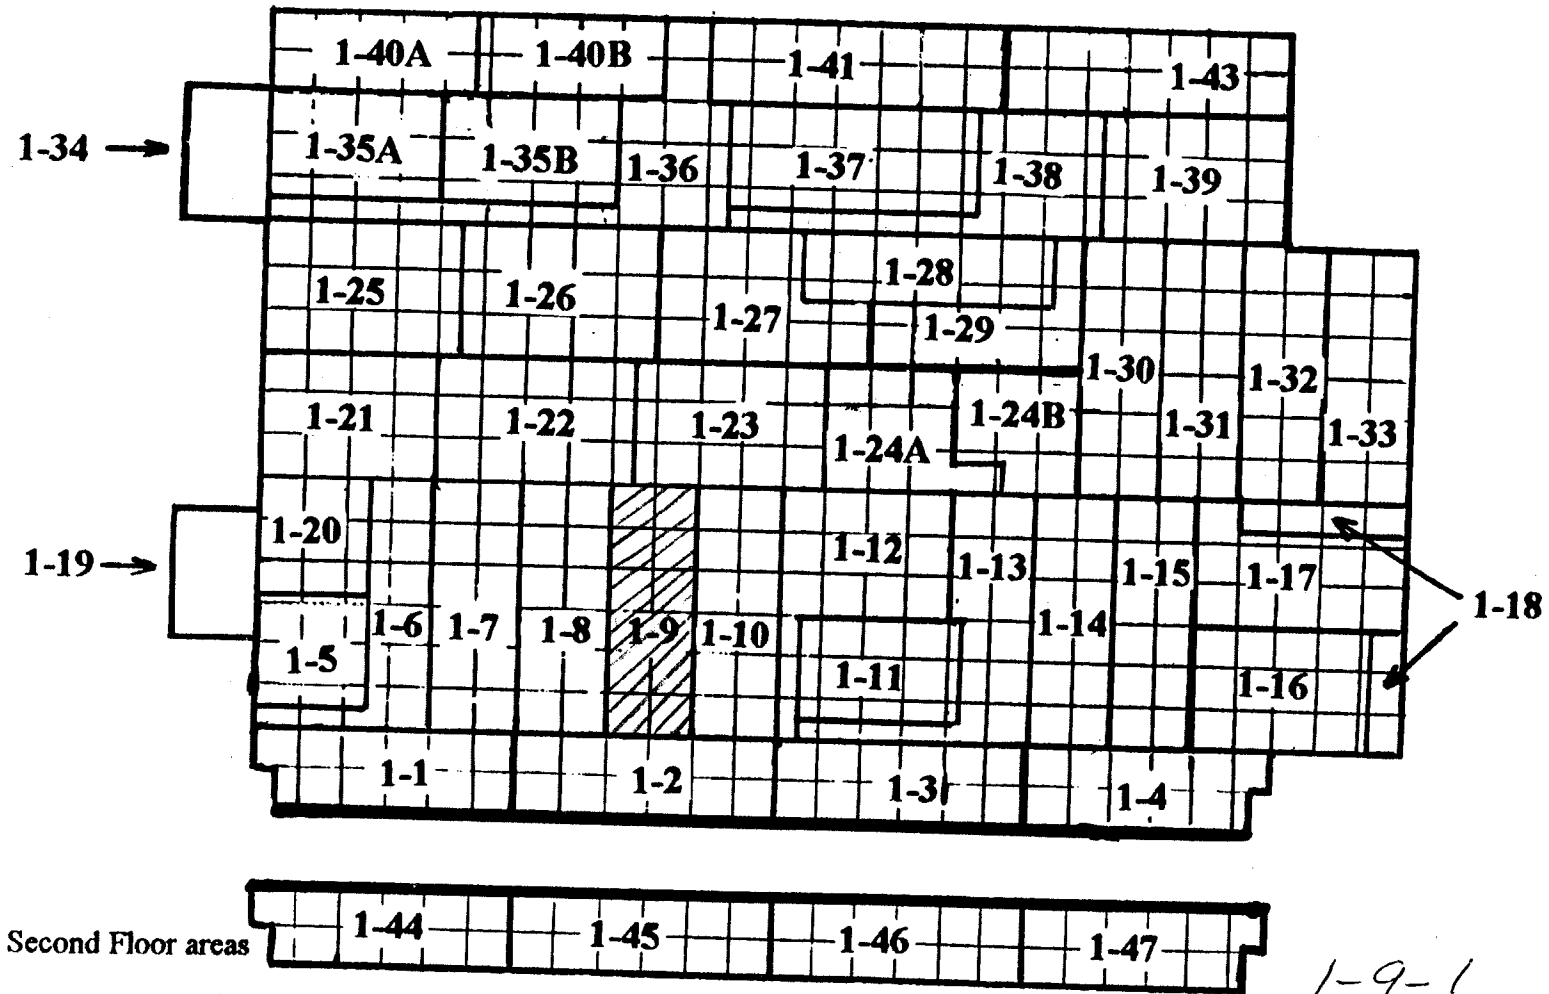 1-40A 1-40B 1-41 1-43
1-34 1-35A 1-35B 1-36 1-37 1-38 1-39
1-25 1-26 1-27 1-28
1-29
1-30 1-31 1-32 1-33
1-21 1-22 1-23 1-24A 1-24B
1-19 1-20 1-12 1-13 1-15 1-17
1-18
1-5 1-6 1-7 1-8 1-9 1-10 1-11 1-14 1-16
1-1 1-2 1-3 1-4
Second Floor areas 1-44 1-45 1-46 1-47
1-9-1